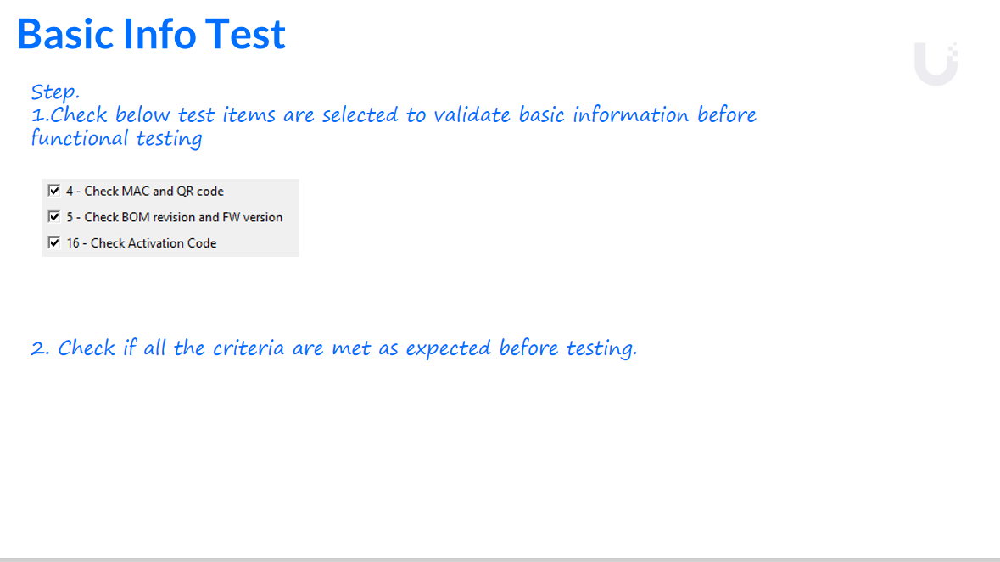 Basic Info Test
Step.
1.Check below test items are selected to validate basic information before
functional testing
4 - Check MAC and QR code
5 - Check BOM revision and FW version
16 - Check Activation Code
2. Check if all the criteria are met as expected before testing.